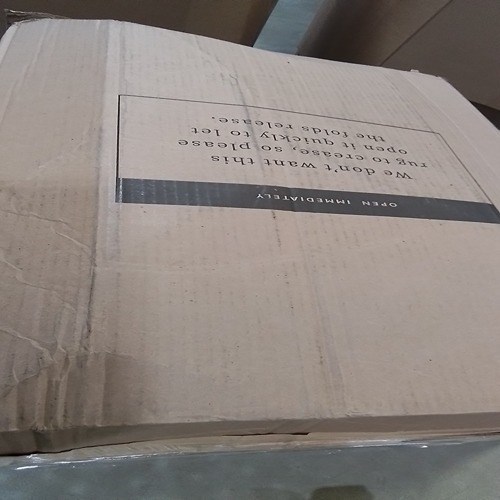 OPEN IMMEDIATELY
We don't want this
rug to crease, so please
open it quickly to let
the folds release.